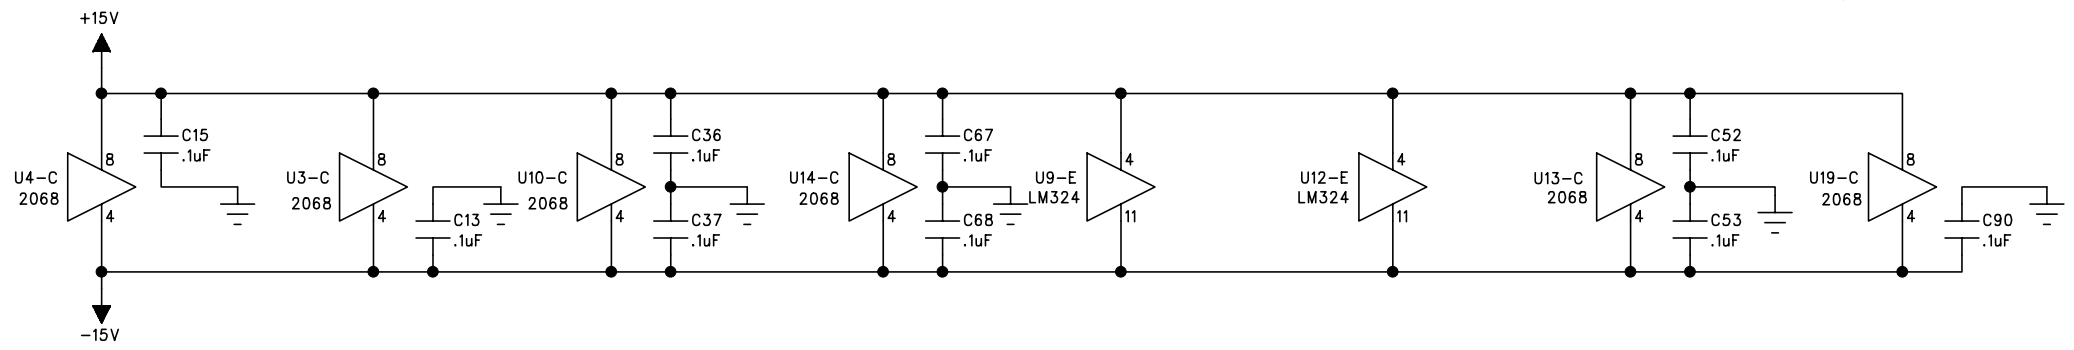 +15V
8
U4-C
2068
4
C15
.1uF
8
U3-C
2068
4
C13
.1uF
8
U10-C
2068
4
C36
.1uF
C37
.1uF
8
U14-C
2068
4
C67
.1uF
C68
.1uF
4
U9-E
LM324
11
4
U12-E
LM324
11
8
U13-C
2068
4
C52
.1uF
C53
.1uF
8
U19-C
2068
4
C90
.1uF
-15V